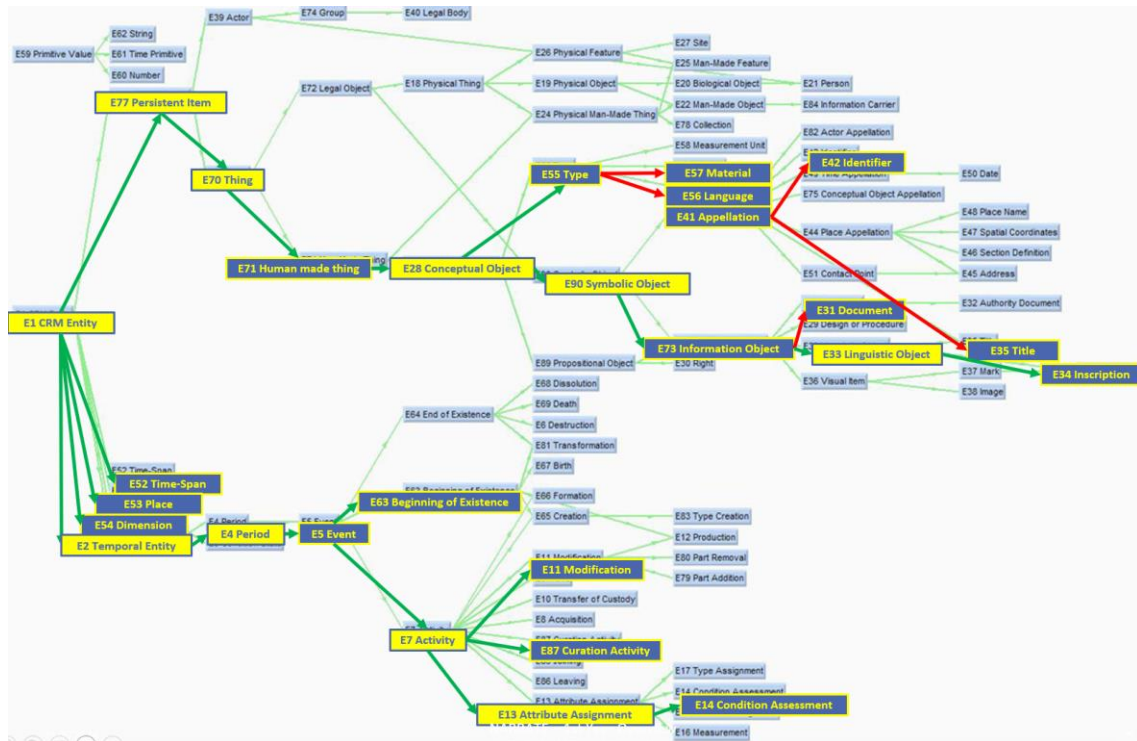 E39 Actor
E74 Group
E40 Legal Body
E62 String
E59 Primitive Value
E61 Time Primitive
E60 Number
E26 Physical Feature
E27 Site
E25 Man-Made Feature
E77 Persistent Item
E72 Legal Object
E18 Physical Thing
E19 Physical Object
E20 Biological Object
E21 Person
E22 Man-Made Object
E84 Information Carrier
E24 Physical Man-Made Thing
E78 Collection
E82 Actor Appellation
E58 Measurement Unit
E42 Identifier
E70 Thing
E55 Type
E57 Material
E50 Date
E56 Language
E75 Conceptual Object Appellation
E41 Appellation
E48 Place Name
E44 Place Appellation
E47 Spatial Coordinates
E46 Section Definition
E71 Human made thing
E28 Conceptual Object
E51 Contact Point
E45 Address
E90 Symbolic Object
E31 Document
E32 Authority Document
E1 CRM Entity
E29 Design or Procedure
E73 Information Object
E33 Linguistic Object
E35 Title
E89 Propositional Object
E30 Right
E37 Mark
E34 Inscription
E36 Visual Item
E38 Image
E68 Dissolution
E69 Death
E64 End of Existence
E6 Destruction
E81 Transformation
E67 Birth
E52 Time-Span
E52 Time-Span
E63 Beginning of Existence
E66 Formation
E53 Place
E65 Creation
E83 Type Creation
E54 Dimension
E4 Period
E5 Event
E12 Production
E2 Temporal Entity
E11 Modification
E80 Part Removal
E11 Modification
E79 Part Addition
E10 Transfer of Custody
E8 Acquisition
E7 Activity
E87 Curation Activity
E86 Leaving
E17 Type Assignment
E13 Attribute Assignment
E14 Condition Assessment
E13 Attribute Assignment
E14 Condition Assessment
E16 Measurement